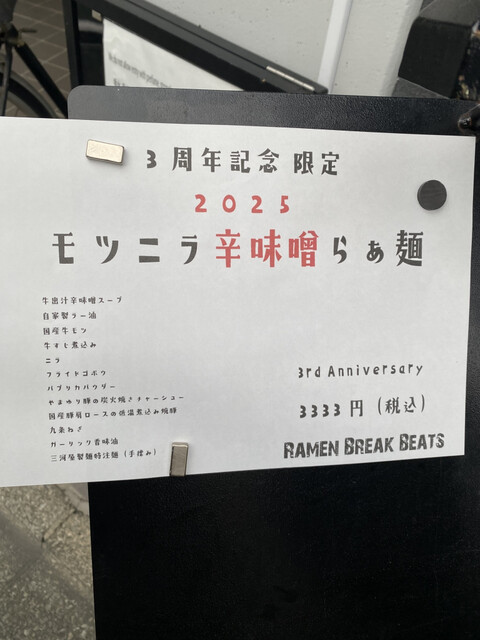 3周年記念 限定
2025
モツニラ辛味噌らぁ麺
牛出汁辛味噌スープ
自家製ラー油
国産牛モツ
牛すじ煮込み
ニラ
フライドゴボウ
パプリカパウダー
やまゆり豚の炭火焼きチャーシュー
国産豚肩ロースの低温煮込み焼豚
九条ねぎ
ガーリック香味油
三河屋製麺特注麺（手揉み）
3rd Anniversary
3333円（税込）
RAMEN BREAK BEATS